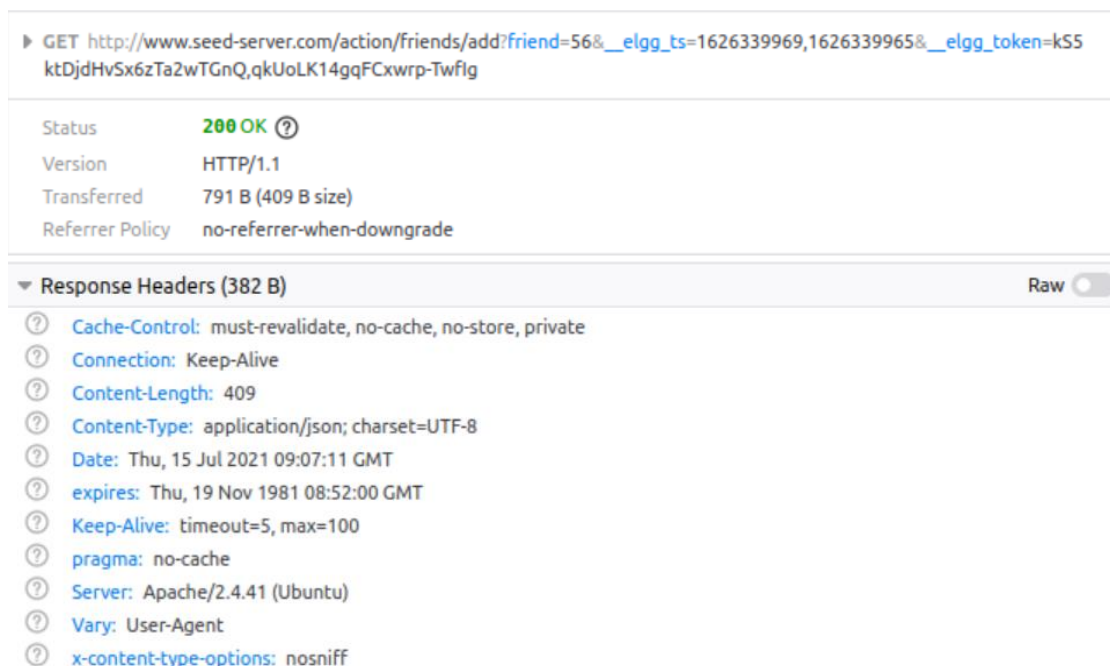 GET http://www.seed-server.com/action/friends/add?friend=56&__elgg_ts=1626339969,1626339965&__elgg_token=kS5
ktDjdHvSx6zTa2wTGnQ,qkUoLK14gqFCxwrp-TwfIg
Status 200 OK
Version HTTP/1.1
Transferred 791 B (409 B size)
Referrer Policy no-referrer-when-downgrade
Response Headers (382 B) Raw
Cache-Control: must-revalidate, no-cache, no-store, private
Connection: Keep-Alive
Content-Length: 409
Content-Type: application/json; charset=UTF-8
Date: Thu, 15 Jul 2021 09:07:11 GMT
expires: Thu, 19 Nov 1981 08:52:00 GMT
Keep-Alive: timeout=5, max=100
pragma: no-cache
Server: Apache/2.4.41 (Ubuntu)
Vary: User-Agent
x-content-type-options: nosniff